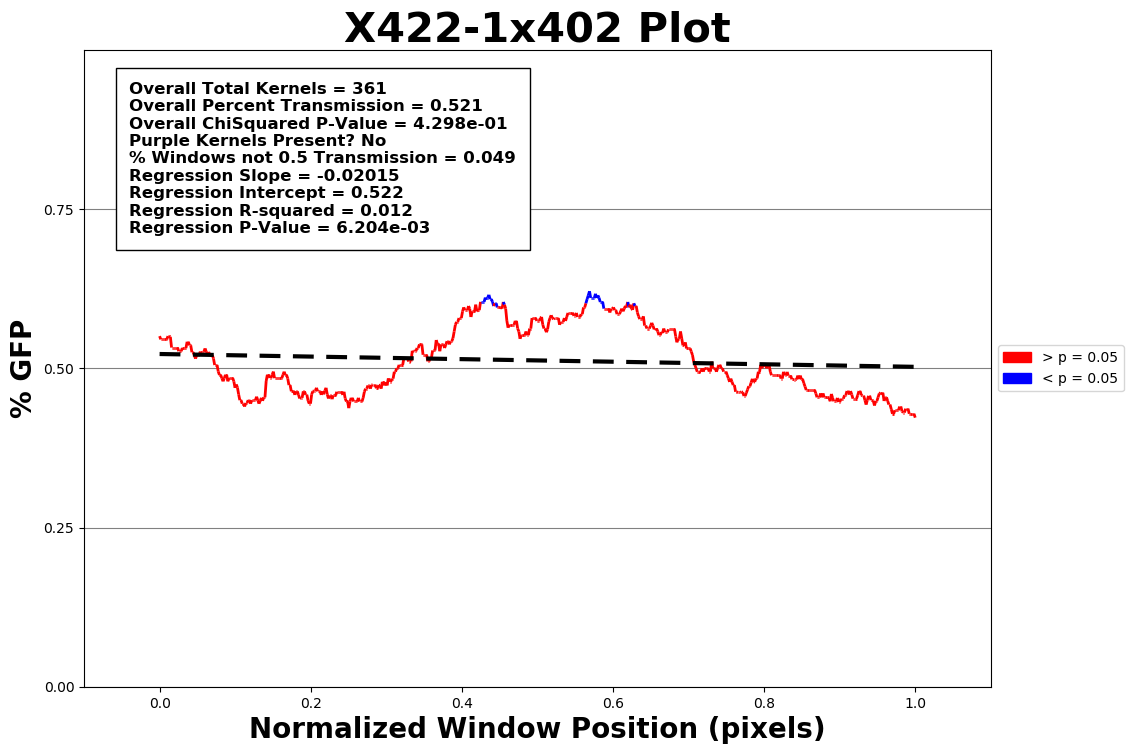 X422-1x402 Plot
Overall Total Kernels = 361
Overall Percent Transmission = 0.521
Overall ChiSquared P-Value = 4.298e-01
Purple Kernels Present? No
% Windows not 0.5 Transmission = 0.049
Regression Slope = -0.02015
Regression Intercept = 0.522
Regression R-squared = 0.012
Regression P-Value = 6.204e-03
% GFP
0.75
0.50
0.25
0.00
> p = 0.05
< p = 0.05
0.0 0.2 0.4 0.6 0.8 1.0
Normalized Window Position (pixels)